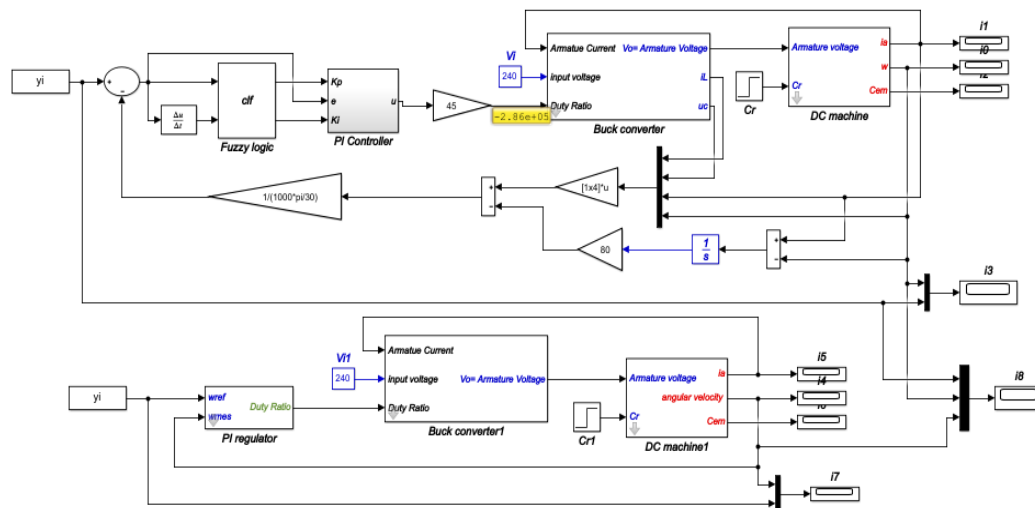 i1
i0
i2
i3
yi
+
−
Δu
Δt
clf
Fuzzy logic
Kp
e
Ki
u
PI Controller
45
-2.86e+05
Vi
240
Armatue Current
input voltage
Duty Ratio
Vo= Armature Voltage
iL
uc
Buck converter
Cr
Armature voltage
Cr
ia
w
Cem
DC machine
1/(1000*pi/30)
+
−
[1x4]*u
80
1
s
+
−
yi
wref
wmes
Duty Ratio
PI regulator
Vi1
240
Armatue Current
input voltage
Duty Ratio
Vo= Armature Voltage
Buck converter1
Cr1
Armature voltage
Cr
ia
angular velocity
Cem
DC machine1
i5
i4
i7
i8